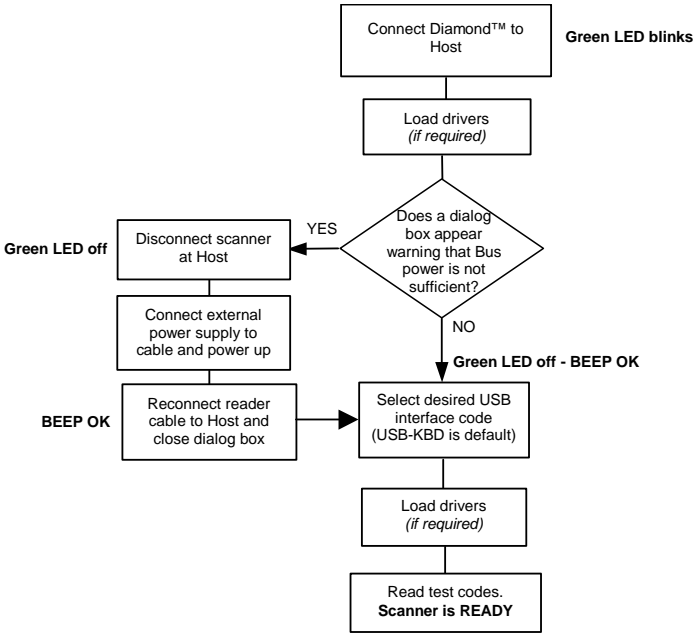 Connect Diamond™ to
Host
Green LED blinks
Load drivers
(if required)
Does a dialog
box appear
warning that Bus
power is not
sufficient?
YES
Green LED off
Disconnect scanner
at Host
Connect external
power supply to
cable and power up
NO
Green LED off - BEEP OK
BEEP OK
Reconnect reader
cable to Host and
close dialog box
Select desired USB
interface code
(USB-KBD is default)
Load drivers
(if required)
Read test codes.
Scanner is READY